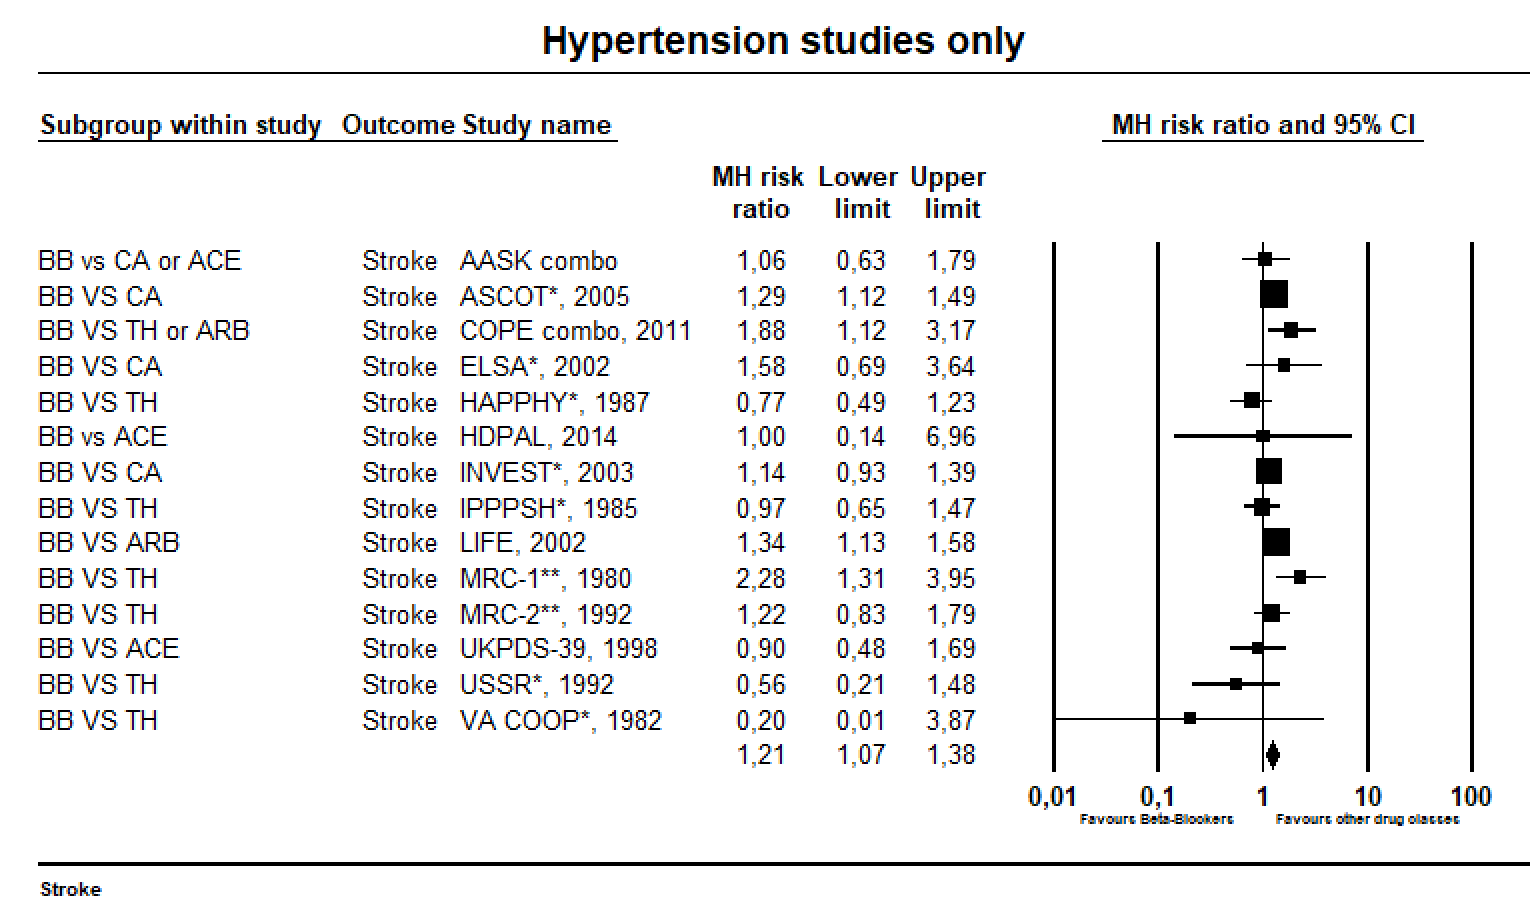 Hypertension studies only
Subgroup within study Outcome Study name MH risk ratio and 95% CI
MH risk Lower Upper
ratio limit limit
BB vs CA or ACE Stroke AASK combo 1,06 0,63 1,79
BB VS CA Stroke ASCOT*, 2005 1,29 1,12 1,49
BB VS TH or ARB Stroke COPE combo, 2011 1,88 1,12 3,17
BB VS CA Stroke ELSA*, 2002 1,58 0,69 3,64
BB VS TH Stroke HAPPHY*, 1987 0,77 0,49 1,23
BB vs ACE Stroke HDPAL, 2014 1,00 0,14 6,96
BB VS CA Stroke INVEST*, 2003 1,14 0,93 1,39
BB VS TH Stroke IPPPSH*, 1985 0,97 0,65 1,47
BB VS ARB Stroke LIFE, 2002 1,34 1,13 1,58
BB VS TH Stroke MRC-1**, 1980 2,28 1,31 3,95
BB VS TH Stroke MRC-2**, 1992 1,22 0,83 1,79
BB VS ACE Stroke UKPDS-39, 1998 0,90 0,48 1,69
BB VS TH Stroke USSR*, 1992 0,56 0,21 1,48
BB VS TH Stroke VA COOP*, 1982 0,20 0,01 3,87
1,21 1,07 1,38
0,01 0,1 1 10 100
Favours Beta-Blockers Favours other drug classes
Stroke